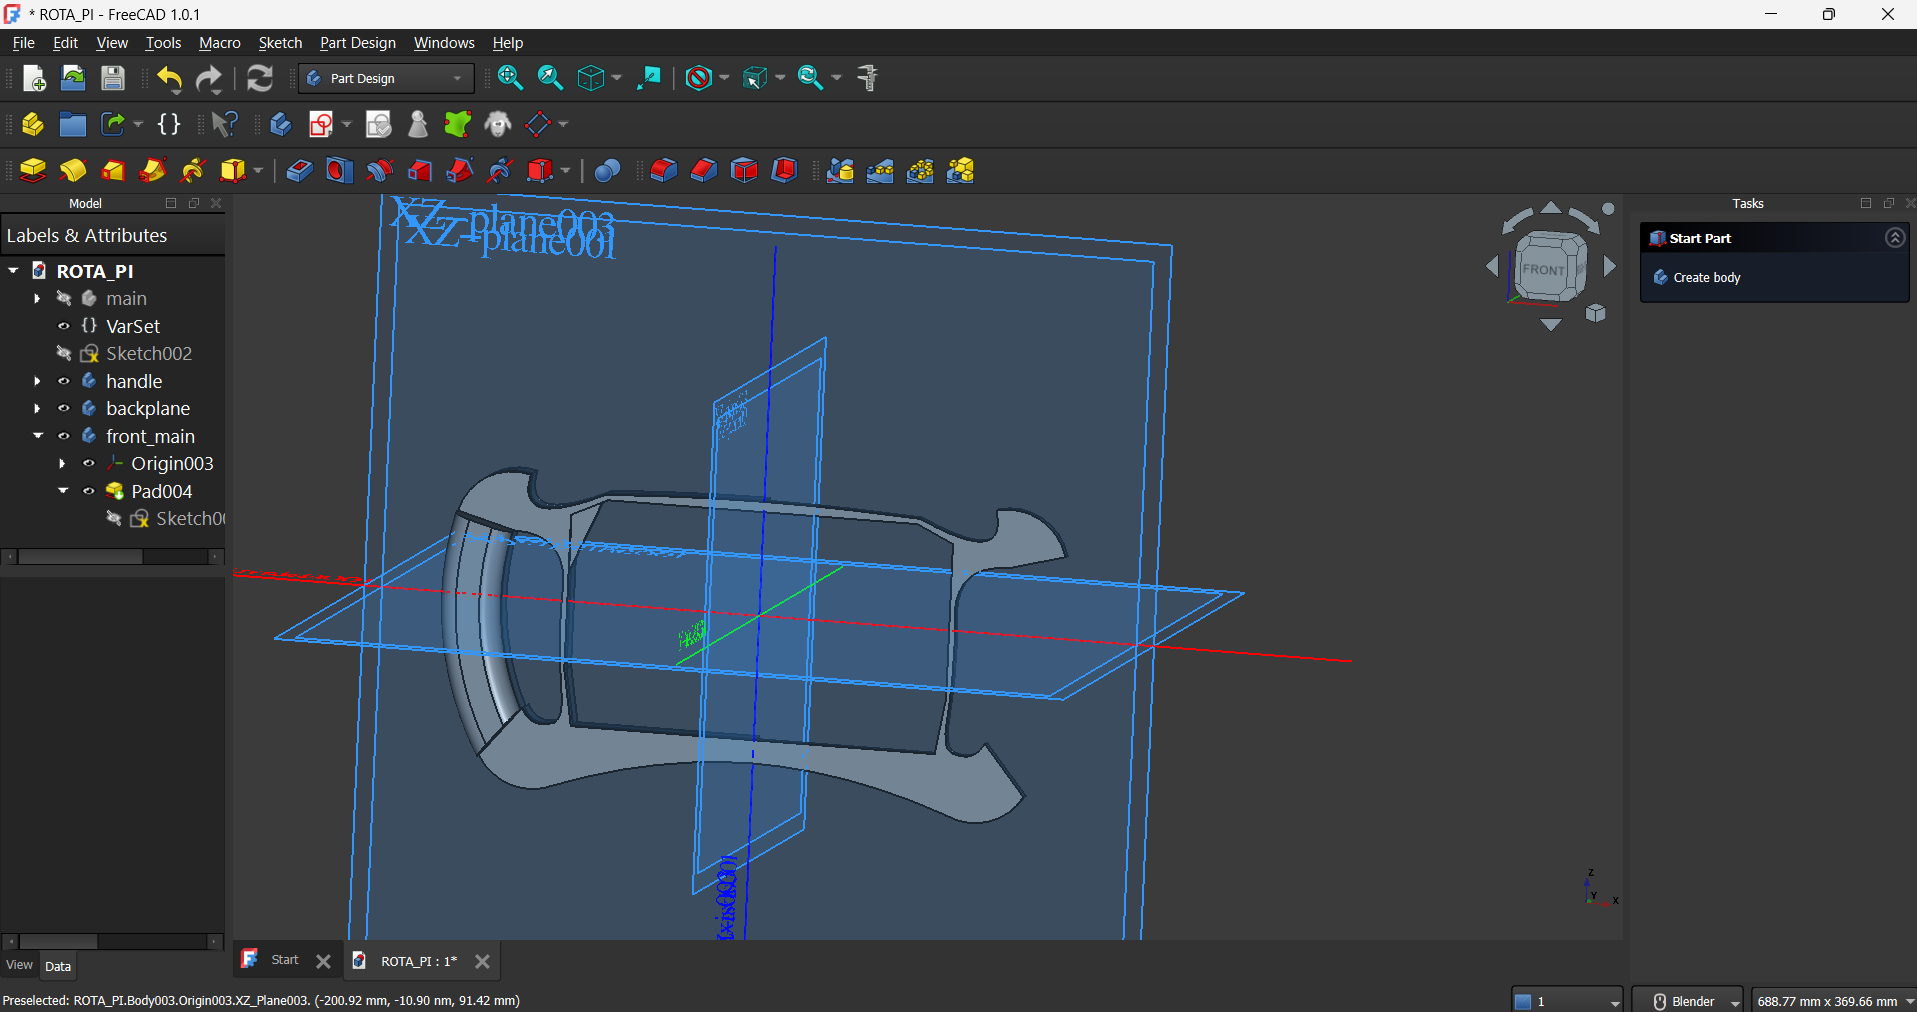 * ROTA_PI - FreeCAD 1.0.1
File Edit View Tools Macro Sketch Part Design Windows Help
Part Design
Model
Tasks
Labels & Attributes
ROTA_PI
main
VarSet
Sketch002
handle
backplane
front_main
Origin003
Pad004
Sketch0
XZ-plane003
XZ-plane001
FRONT
Start Part
Create body
Z
Y
X
View Data
Start
ROTA_PI : 1*
Preselected: ROTA_PI.Body003.Origin003.XZ_Plane003. (-200.92 mm, -10.90 nm, 91.42 mm)
1
Blender
688.77 mm x 369.66 mm